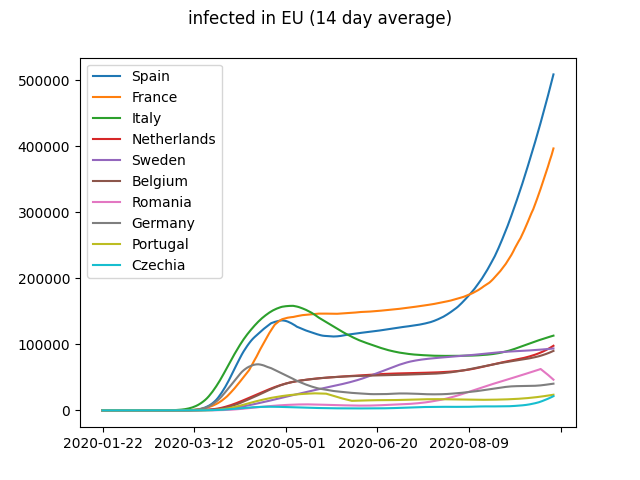 infected in EU (14 day average)
500000
400000
300000
200000
100000
0
Spain
France
Italy
Netherlands
Sweden
Belgium
Romania
Germany
Portugal
Czechia
2020-01-22 2020-03-12 2020-05-01 2020-06-20 2020-08-09